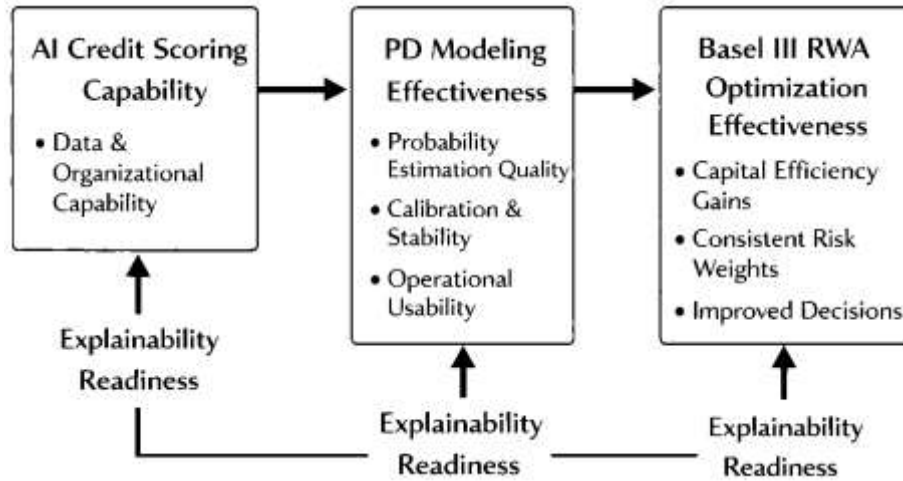 AI Credit Scoring
Capability
• Data &
Organizational
Capability
PD Modeling
Effectiveness
• Probability
Estimation Quality
• Calibration &
Stability
• Operational
Usability
Basel III RWA
Optimization
Effectiveness
• Capital Efficiency
Gains
• Consistent Risk
Weights
• Improved Decisions
Explainability
Readiness
Explainability
Readiness
Explainability
Readiness